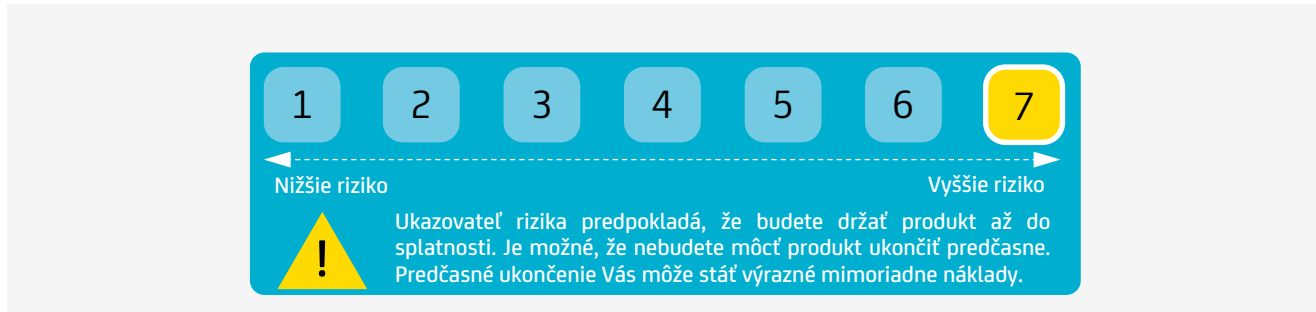 1 2 3 4 5 6 7
Nižšie riziko Vyššie riziko
Ukazovateľ rizika predpokladá, že budete držať produkt až do
splatnosti. Je možné, že nebudete môcť produkt ukončiť predčasne.
Predčasné ukončenie Vás môže stáť výrazné mimoriadne náklady.
!